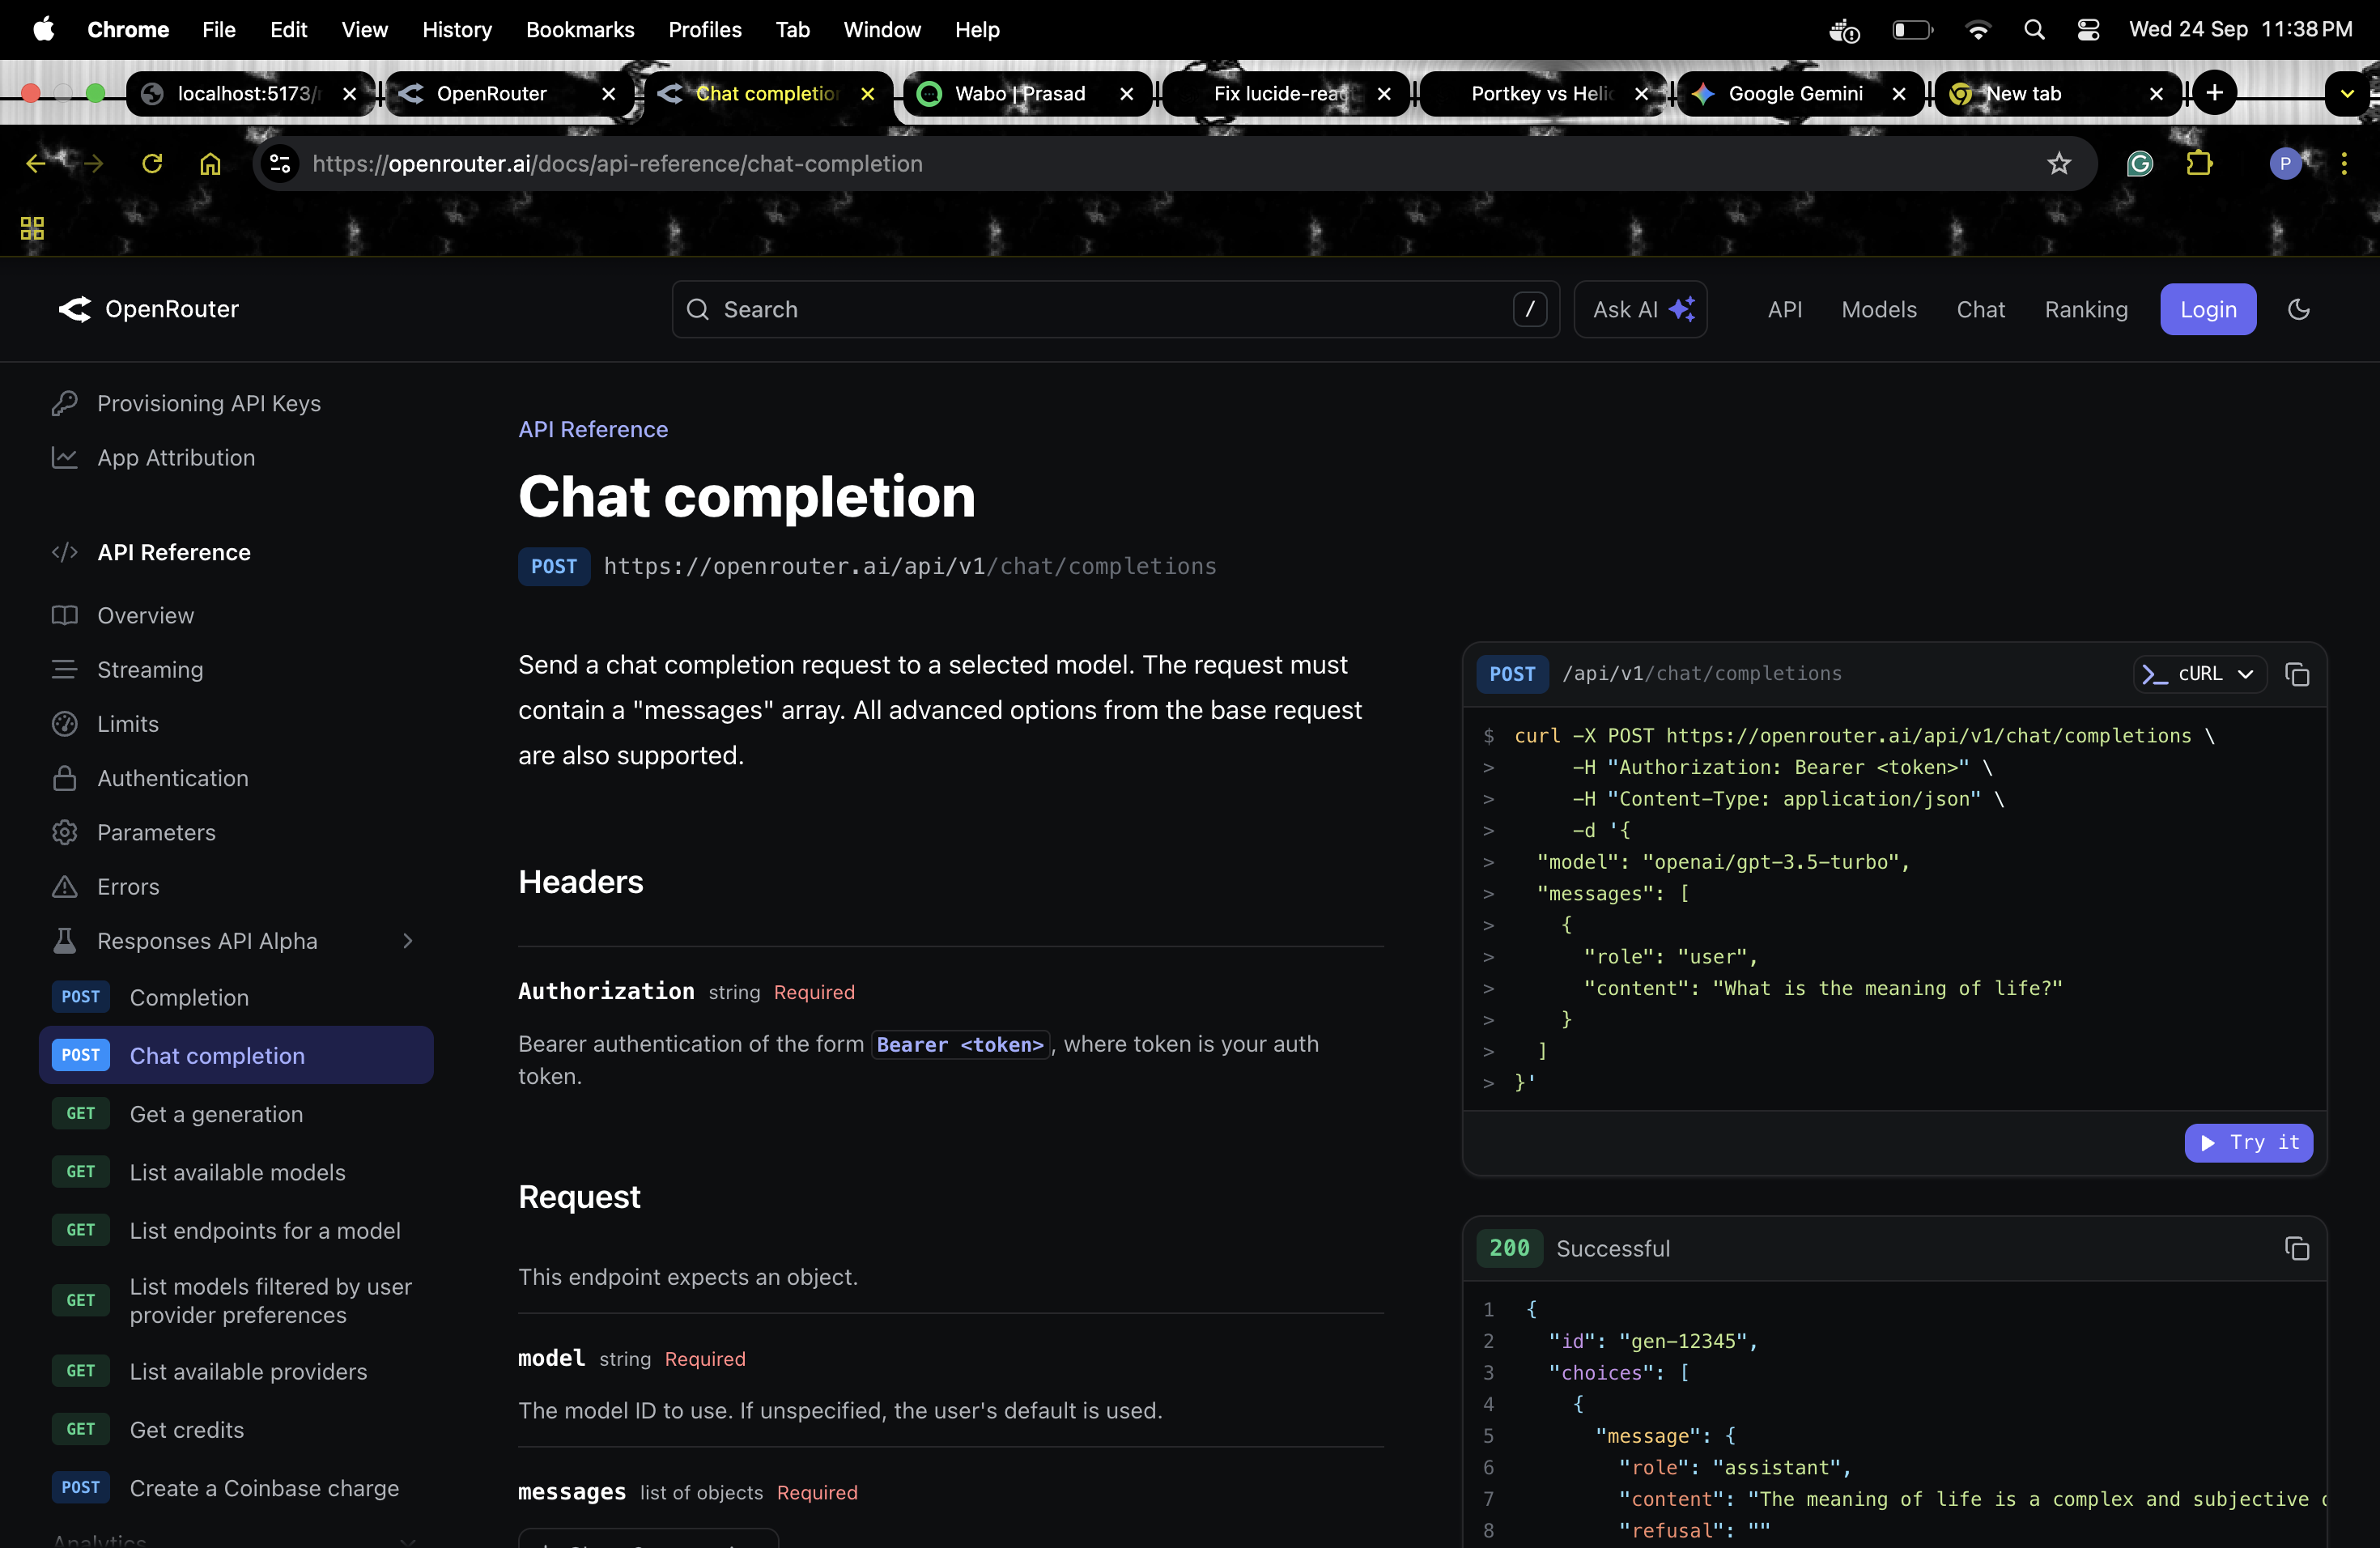 Chrome File Edit View History Bookmarks Profiles Tab Window Help Wed 24 Sep 11:38 PM
localhost:5173/ OpenRouter Chat completion Wabo | Prasad Fix lucide-reac Portkey vs Helic Google Gemini New tab
https://openrouter.ai/docs/api-reference/chat-completion P
OpenRouter Search / Ask AI API Models Chat Ranking Login
Provisioning API Keys
App Attribution
API Reference
Overview
Streaming
Limits
Authentication
Parameters
Errors
Responses API Alpha
POST Completion
POST Chat completion
GET Get a generation
GET List available models
GET List endpoints for a model
GET List models filtered by user
provider preferences
GET List available providers
GET Get credits
POST Create a Coinbase charge
Analytics
API Reference
Chat completion
POST https://openrouter.ai/api/v1/chat/completions
Send a chat completion request to a selected model. The request must
contain a "messages" array. All advanced options from the base request
are also supported.
Headers
Authorization string Required
Bearer authentication of the form Bearer <token>, where token is your auth
token.
Request
This endpoint expects an object.
model string Required
The model ID to use. If unspecified, the user's default is used.
messages list of objects Required
POST /api/v1/chat/completions cURL
$ curl -X POST https://openrouter.ai/api/v1/chat/completions \
> -H "Authorization: Bearer <token>" \
> -H "Content-Type: application/json" \
> -d '{
> "model": "openai/gpt-3.5-turbo",
> "messages": [
> {
> "role": "user",
> "content": "What is the meaning of life?"
> }
> ]
> }'
Try it
200 Successful
1 {
2 "id": "gen-12345",
3 "choices": [
4 {
5 "message": {
6 "role": "assistant",
7 "content": "The meaning of life is a complex and subjective
8 "refusal": ""